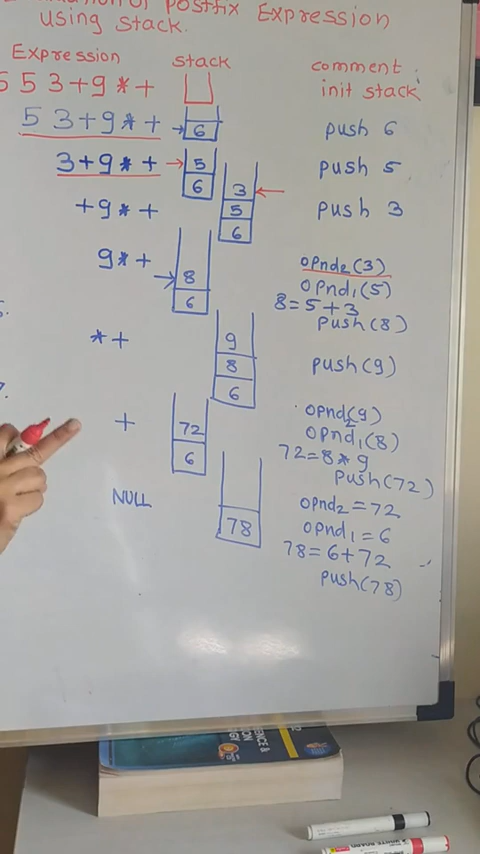 Postfix Expression
using stack.
Expression stack comment
5 3+9*+ init stack
5 3+9*+ 6 push 6
3+9*+ 5 6 push 5
+9*+ 3 5 6 push 3
9*+ 8 6 opnd2(3)
opnd1(5)
8=5+3
push(8)
*+ 9 8 6 push(9)
+ 72 6 opnd2(9)
opnd1(8)
72=8*9
push(72)
NULL 78 opnd2=72
opnd1=6
78=6+72
push(78)